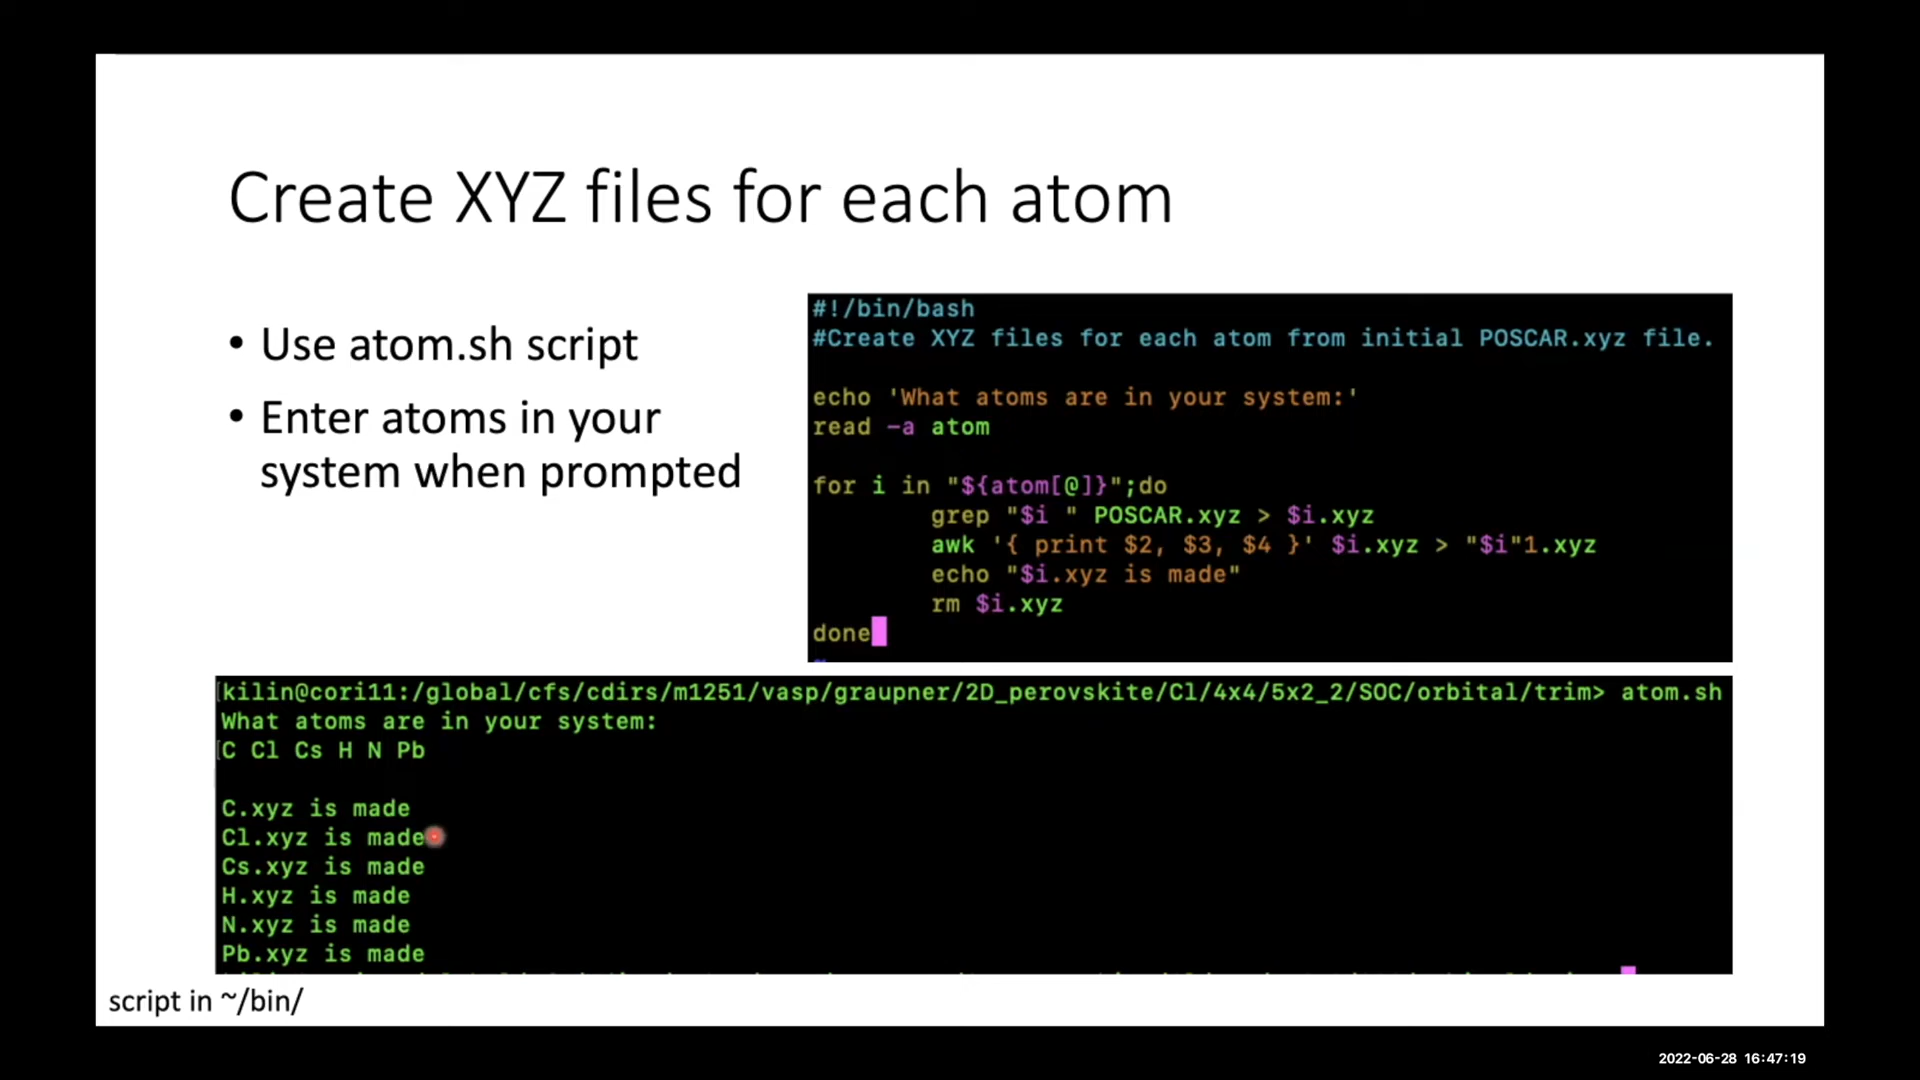 Create XYZ files for each atom
• Use atom.sh script
• Enter atoms in your
system when prompted
#!/bin/bash
#Create XYZ files for each atom from initial POSCAR.xyz file.
echo 'What atoms are in your system:'
read -a atom
for i in "${atom[@]}";do
grep "$i " POSCAR.xyz > $i.xyz
awk '{ print $2, $3, $4 }' $i.xyz > "$i"1.xyz
echo "$i.xyz is made"
rm $i.xyz
done
[kilin@cori11:/global/cfs/cdirs/m1251/vasp/graupner/2D_perovskite/Cl/4x4/5x2_2/SOC/orbital/trim> atom.sh
What atoms are in your system:
[C Cl Cs H N Pb
C.xyz is made
Cl.xyz is made
Cs.xyz is made
H.xyz is made
N.xyz is made
Pb.xyz is made
script in ~/bin/
2022-06-28 16:47:19